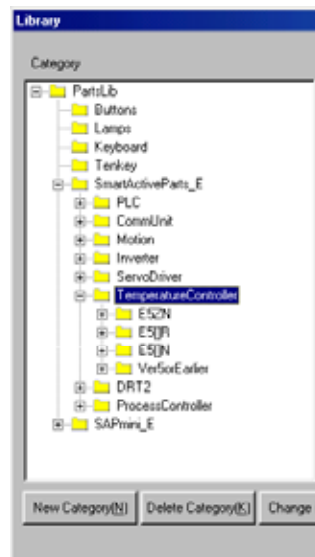 Library
Category
PartsLib
Buttons
Lamps
Keyboard
Tenkey
SmartActiveParts_E
PLC
CommUnit
Motion
Inverter
ServoDriver
TemperatureController
E5ZN
E5[]R
E5[]N
Ver5orEarlier
DRT2
ProcessController
SAPmini_E
New Category(N) Delete Category(K) Change